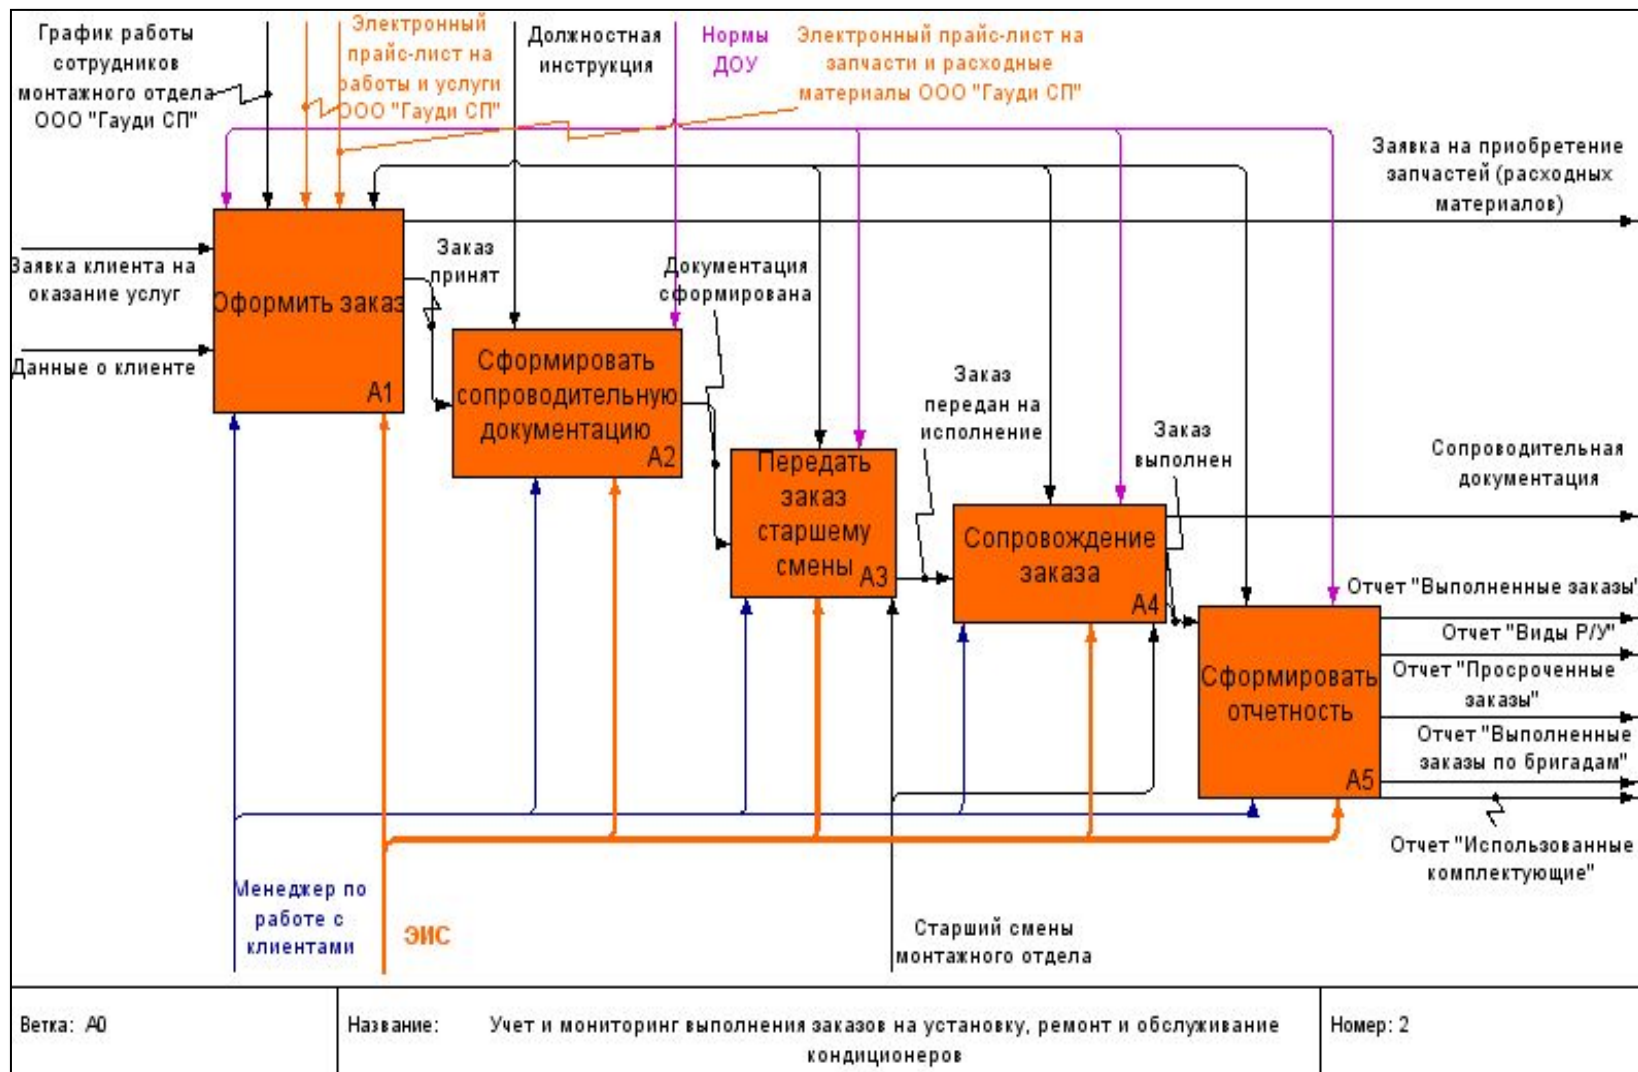 График работы
сотрудников
монтажного отдела
ООО "Гауди СП"
Электронный
прайс-лист на
работы и услуги
ООО "Гауди СП"
Должностная
инструкция
Нормы
ДОУ
Электронный прайс-лист на
запчасти и расходные
материалы ООО "Гауди СП"
Заявка на приобретение
запчастей (расходных
материалов)
Заявка клиента на
оказание услуг
Данные о клиенте
Оформить заказ
A1
Заказ
принят
Сформировать
сопроводительную
документацию
A2
Документация
сформирована
Передать
заказ
старшему
смены
A3
Заказ
передан на
исполнение
Сопровождение
заказа
A4
Заказ
выполнен
Сопроводительная
документация
Сформировать
отчетность
A5
Отчет "Выполненные заказы"
Отчет "Виды Р/У"
Отчет "Просроченные
заказы"
Отчет "Выполненные
заказы по бригадам"
Отчет "Использованные
комплектующие"
Менеджер по
работе с
клиентами
ЭИС
Старший смены
монтажного отдела
Ветка: A0
Название:
Учет и мониторинг выполнения заказов на установку, ремонт и обслуживание
кондиционеров
Номер: 2